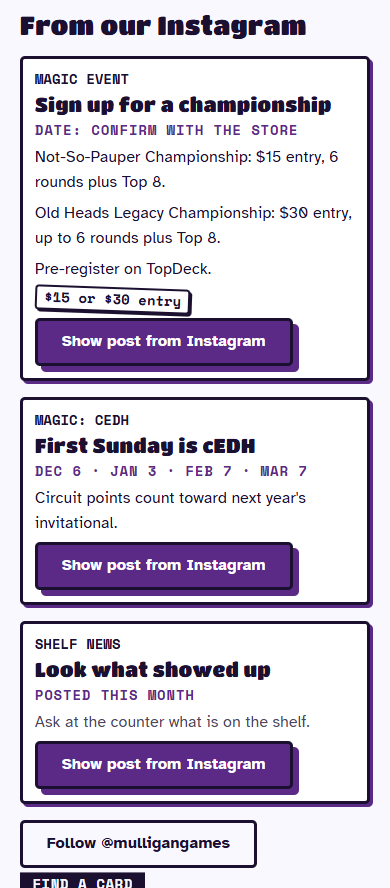 From our Instagram
MAGIC EVENT
Sign up for a championship
DATE: CONFIRM WITH THE STORE
Not-So-Pauper Championship: $15 entry, 6
rounds plus Top 8.
Old Heads Legacy Championship: $30 entry,
up to 6 rounds plus Top 8.
Pre-register on TopDeck.
$15 or $30 entry
Show post from Instagram
MAGIC: CEDH
First Sunday is cEDH
DEC 6 · JAN 3 · FEB 7 · MAR 7
Circuit points count toward next year's
invitational.
Show post from Instagram
SHELF NEWS
Look what showed up
POSTED THIS MONTH
Ask at the counter what is on the shelf.
Show post from Instagram
Follow @mulligangames
FIND A CARD